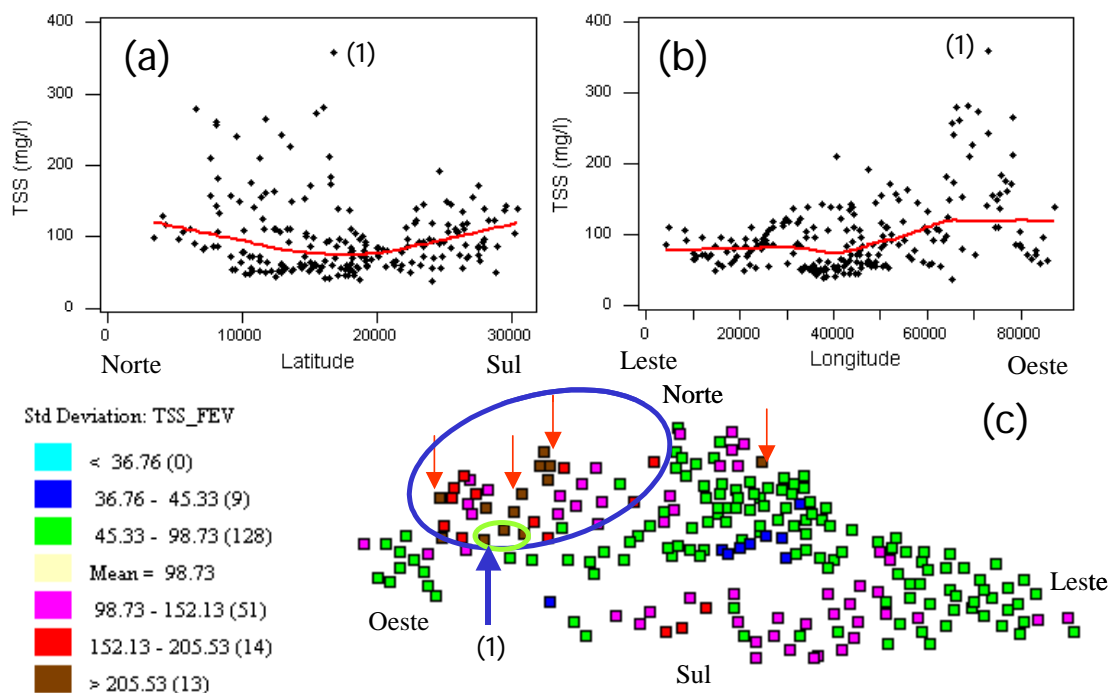 (a)
(1)
400
300
200
100
0
TSS (mg/l)
0 10000 20000 30000
Norte Latitude Sul
(b)
(1)
400
300
200
100
0
TSS (mg/l)
0 20000 40000 60000 80000
Leste Longitude Oeste
Std Deviation: TSS_FEV
< 36.76 (0)
36.76 - 45.33 (9)
45.33 - 98.73 (128)
Mean = 98.73
98.73 - 152.13 (51)
152.13 - 205.53 (14)
> 205.53 (13)
Norte
(c)
Leste
Oeste
(1)
Sul